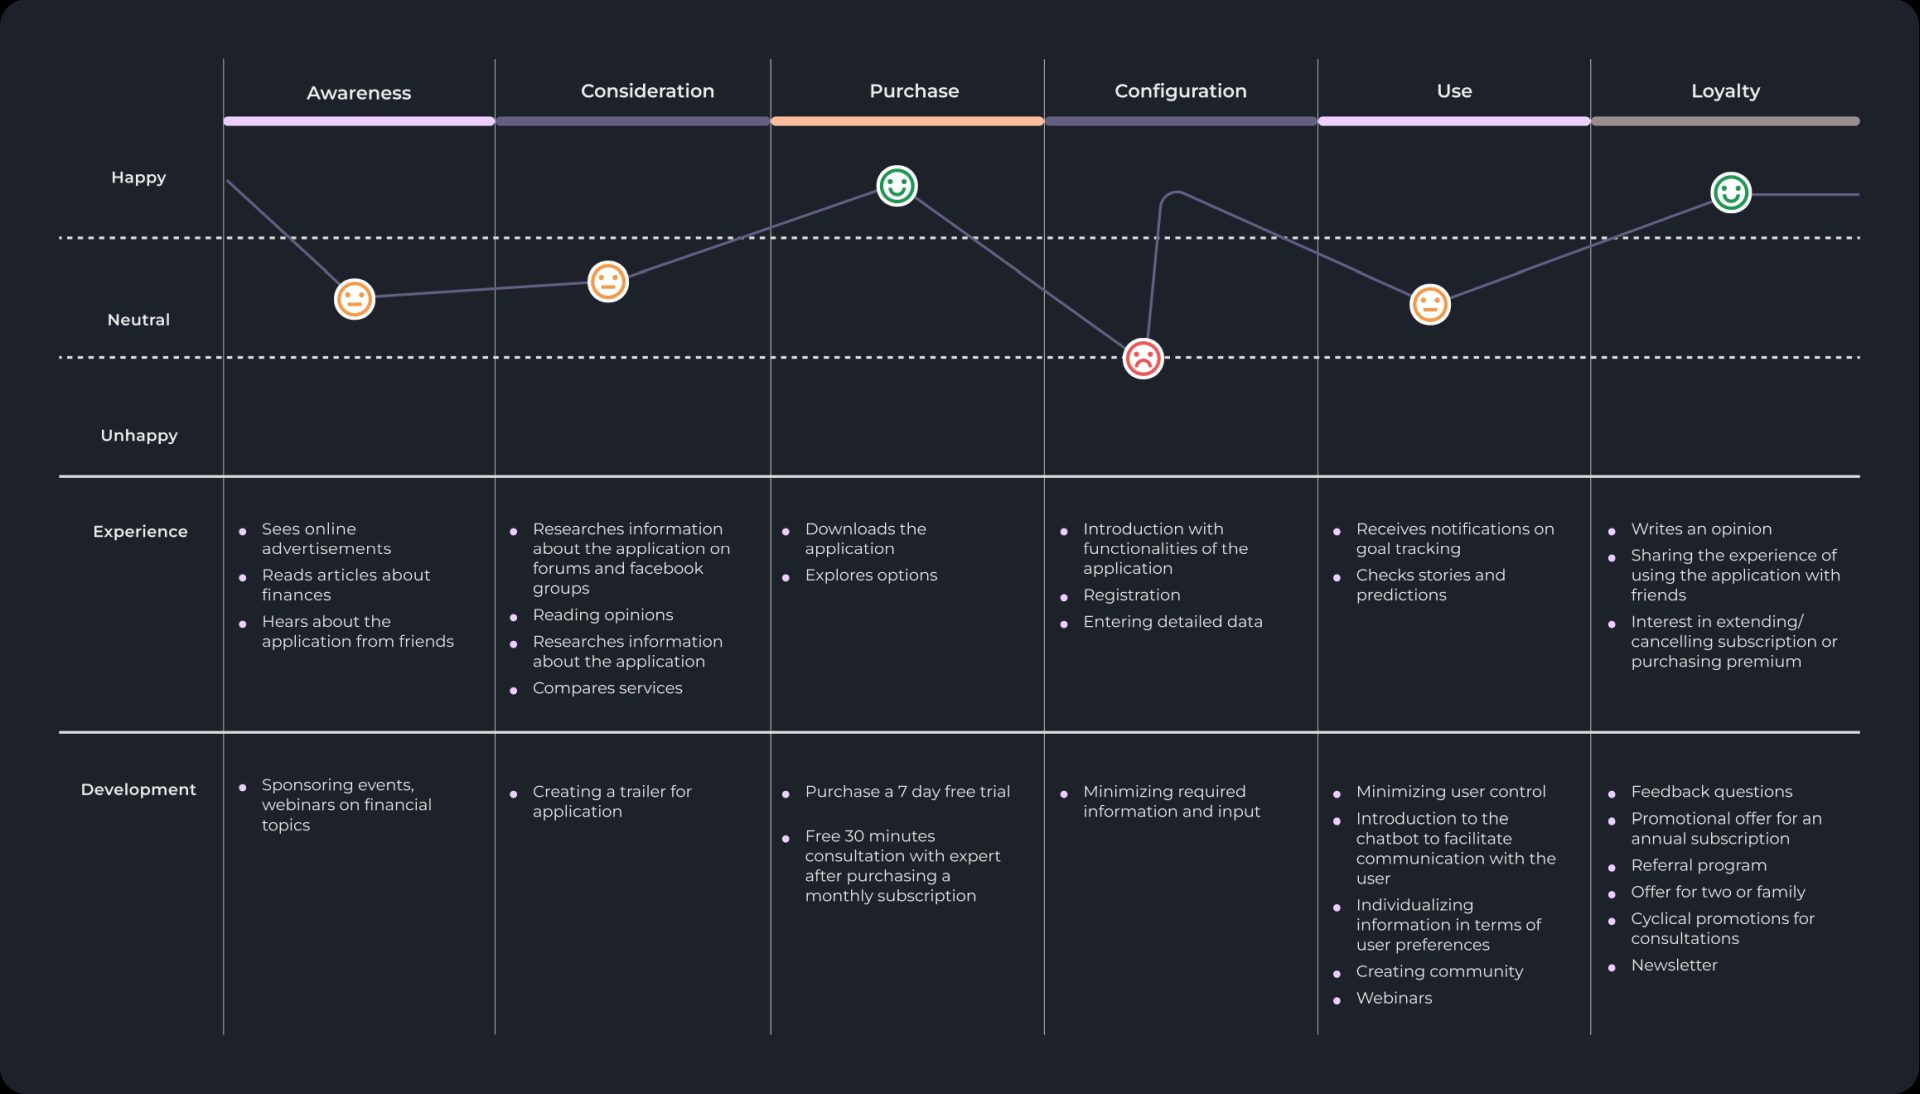 Awareness
Consideration
Purchase
Configuration
Use
Loyalty
Happy
Neutral
Unhappy
Experience
Sees online
advertisements
Reads articles about
finances
Hears about the
application from friends
Researches information
about the application on
forums and facebook
groups
Reading opinions
Researches information
about the application
Compares services
Downloads the
application
Explores options
Introduction with
functionalities of the
application
Registration
Entering detailed data
Receives notifications on
goal tracking
Checks stories and
predictions
Writes an opinion
Sharing the experience of
using the application with
friends
Interest in extending/
cancelling subscription or
purchasing premium
Development
Sponsoring events,
webinars on financial
topics
Creating a trailer for
application
Purchase a 7 day free trial
Free 30 minutes
consultation with expert
after purchasing a
monthly subscription
Minimizing required
information and input
Minimizing user control
Introduction to the
chatbot to facilitate
communication with the
user
Individualizing
information in terms of
user preferences
Creating community
Webinars
Feedback questions
Promotional offer for an
annual subscription
Referral program
Offer for two or family
Cyclical promotions for
consultations
Newsletter